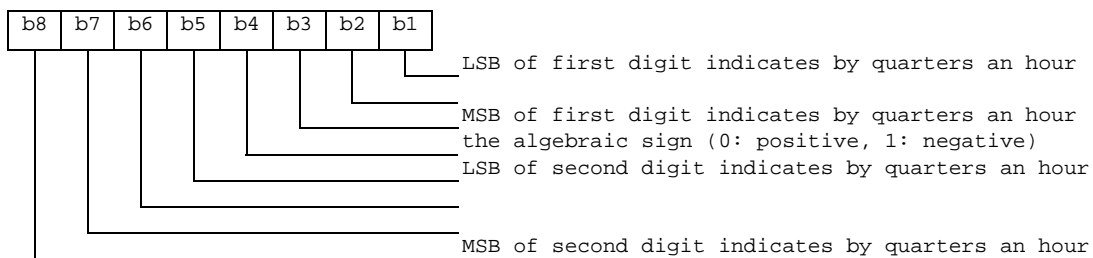 b8 b7 b6 b5 b4 b3 b2 b1
LSB of first digit indicates by quarters an hour
MSB of first digit indicates by quarters an hour
the algebraic sign (0: positive, 1: negative)
LSB of second digit indicates by quarters an hour
MSB of second digit indicates by quarters an hour